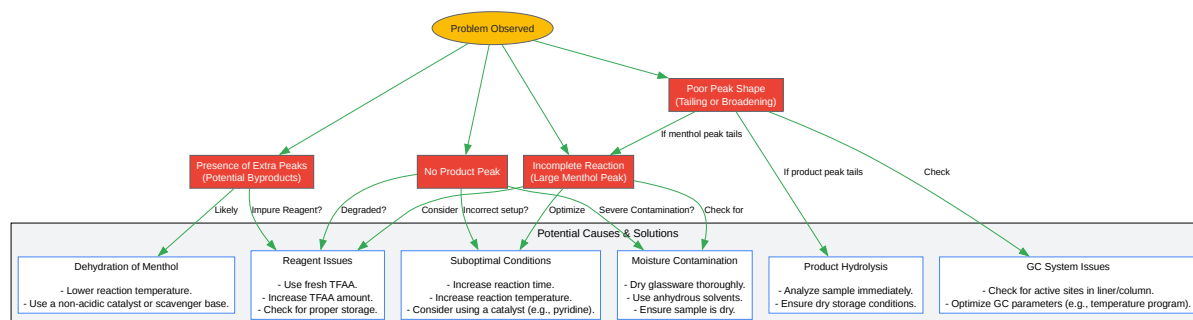 Problem Observed
Poor Peak Shape
(Tailing or Broadening)
If menthol peak tails
Presence of Extra Peaks
(Potential Byproducts)
No Product Peak
Incomplete Reaction
(Large Menthol Peak)
If product peak tails
Check
Likely
Impure Reagent?
Degraded?
Consider
Incorrect setup?
Optimize
Severe Contamination?
Check for
Potential Causes & Solutions
Dehydration of Menthol
- Lower reaction temperature.
- Use a non-acidic catalyst or scavenger base.
Reagent Issues
- Use fresh TFAA.
- Increase TFAA amount.
- Check for proper storage.
Suboptimal Conditions
- Increase reaction time.
- Increase reaction temperature.
- Consider using a catalyst (e.g., pyridine).
Moisture Contamination
- Dry glassware thoroughly.
- Use anhydrous solvents.
- Ensure sample is dry.
Product Hydrolysis
- Analyze sample immediately.
- Ensure dry storage conditions.
GC System Issues
- Check for active sites in liner/column.
- Optimize GC parameters (e.g., temperature program).